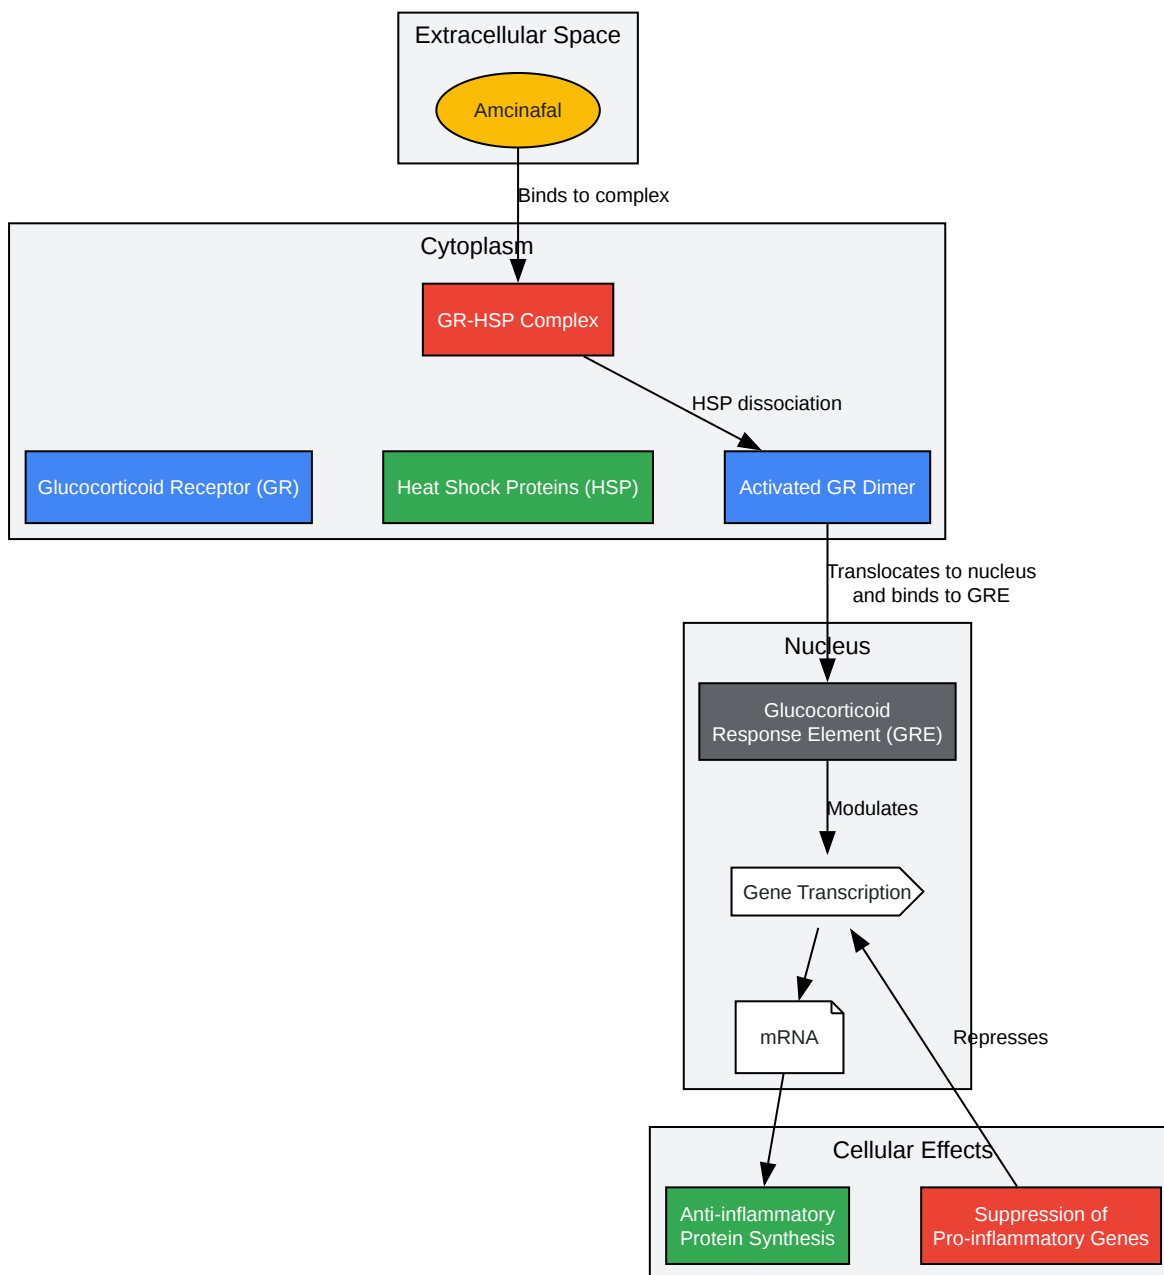 Extracellular Space
Amcinafal
Binds to complex
Cytoplasm
GR-HSP Complex
HSP dissociation
Glucocorticoid Receptor (GR)
Heat Shock Proteins (HSP)
Activated GR Dimer
Translocates to nucleus
and binds to GRE
Nucleus
Glucocorticoid
Response Element (GRE)
Modulates
Gene Transcription
mRNA
Represses
Cellular Effects
Anti-inflammatory
Protein Synthesis
Suppression of
Pro-inflammatory Genes